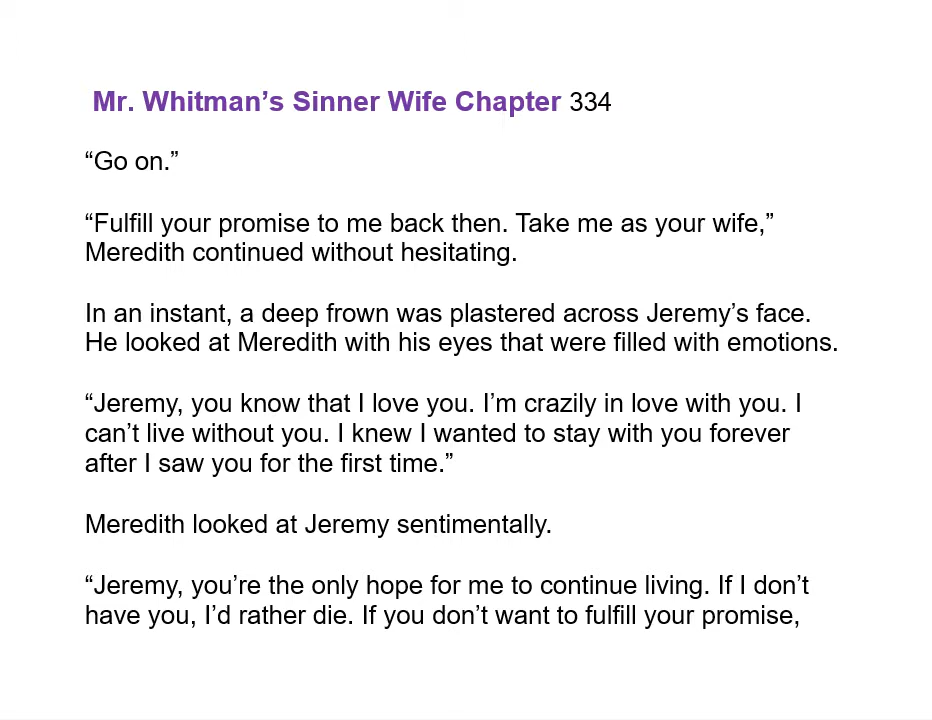 Mr. Whitman’s Sinner Wife Chapter 334
“Go on.”
“Fulfill your promise to me back then. Take me as your wife,”
Meredith continued without hesitating.
In an instant, a deep frown was plastered across Jeremy’s face.
He looked at Meredith with his eyes that were filled with emotions.
“Jeremy, you know that I love you. I’m crazily in love with you. I
can’t live without you. I knew I wanted to stay with you forever
after I saw you for the first time.”
Meredith looked at Jeremy sentimentally.
“Jeremy, you’re the only hope for me to continue living. If I don’t
have you, I’d rather die. If you don’t want to fulfill your promise,